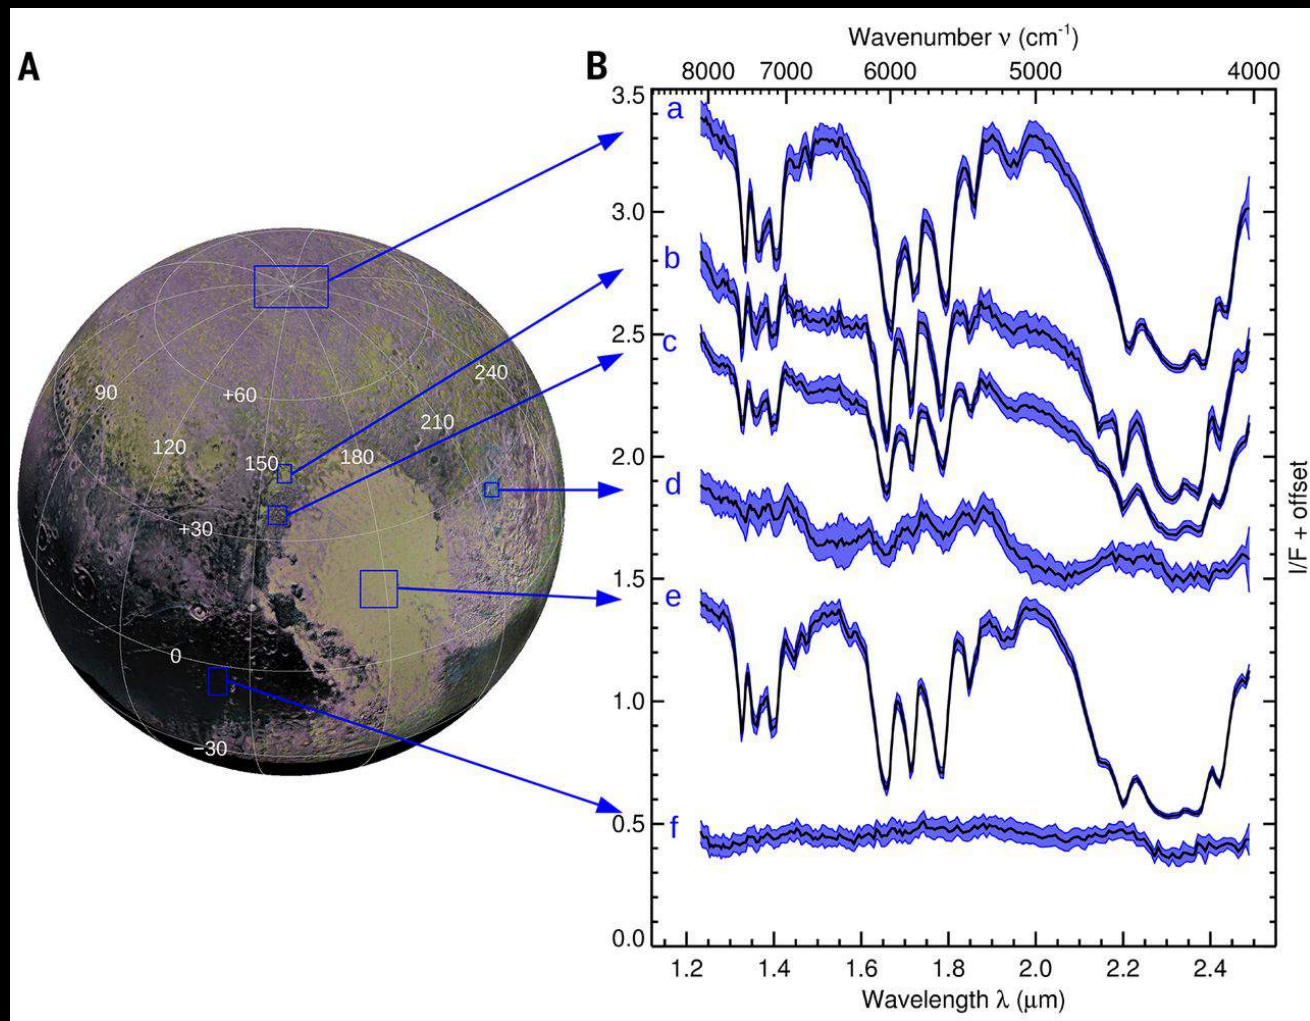 A
B
Wavenumber ν (cm⁻¹)
8000 7000 6000 5000 4000
3.5
3.0
2.5
2.0
1.5
1.0
0.5
0.0
a
b
c
d
e
f
240
90
+60
210
120
150
180
+30
0
−30
I/F + offset
1.2 1.4 1.6 1.8 2.0 2.2 2.4
Wavelength λ (μm)